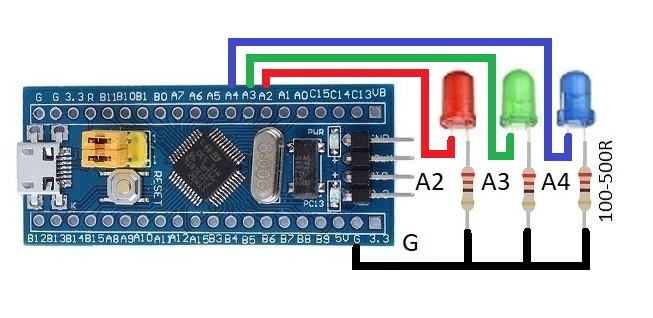 G G 3.3 R B11 B10 B1 B0 A7 A6 A5 A4 A3 A2 A1 A0 C15 C14 C13 VB
PWR
RESET
PC13
A2 A3 A4
100-500R
B12 B13 B14 B15 A8 A9 A10 A11 A12 A15 B3 B4 B5 B6 B7 B8 B9 5V G 3.3
G